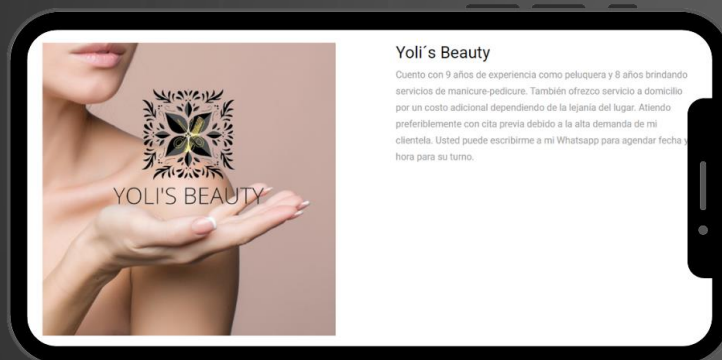 YOLI'S BEAUTY
Yoli´s Beauty
Cuento con 9 años de experiencia como peluquera y 8 años brindando
servicios de manicure-pedicure. También ofrezco servicio a domicilio
por un costo adicional dependiendo de la lejanía del lugar. Atiendo
preferiblemente con cita previa debido a la alta demanda de mi
clientela. Usted puede escribirme a mi Whatsapp para agendar fecha y
hora para su turno.